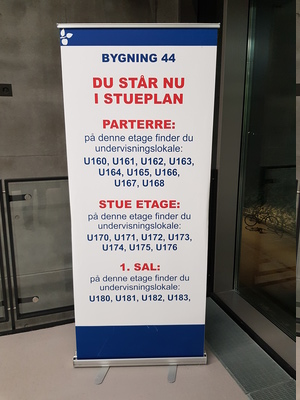 BYGNING 44
DU STÅR NU
I STUEPLAN
PARTERRE:
på denne etage finder du
undervisningslokale:
U160, U161, U162, U163,
U164, U165, U166,
U167, U168
STUE ETAGE:
på denne etage finder du
undervisningslokale:
U170, U171, U172, U173,
U174, U175, U176
1. SAL:
på denne etage finder du
undervisningslokale:
U180, U181, U182, U183,